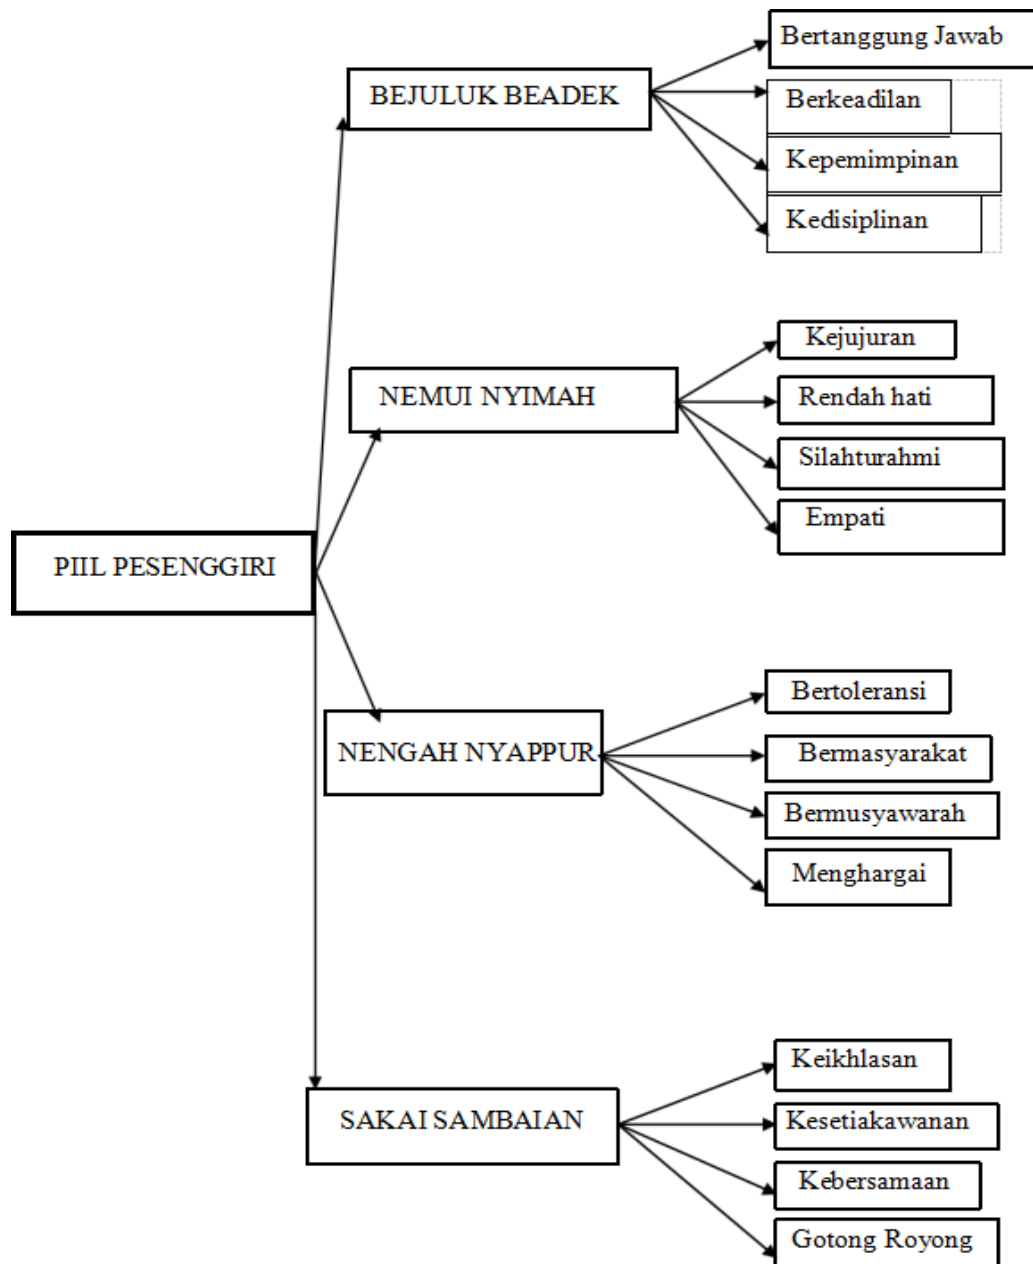 Bertanggung Jawab
BEJULUK BEADEK
Berkeadilan
Kepemimpinan
Kedisiplinan
Kejujuran
NEMUI NYIMAH
Rendah hati
Silahturahmi
Empati
PIIL PESENGGIRI
Bertoleransi
NENGAH NYAPPUR
Bermasyarakat
Bermusyawarah
Menghargai
Keikhlasan
SAKAI SAMBAIAN
Kesetiakawanan
Kebersamaan
Gotong Royong